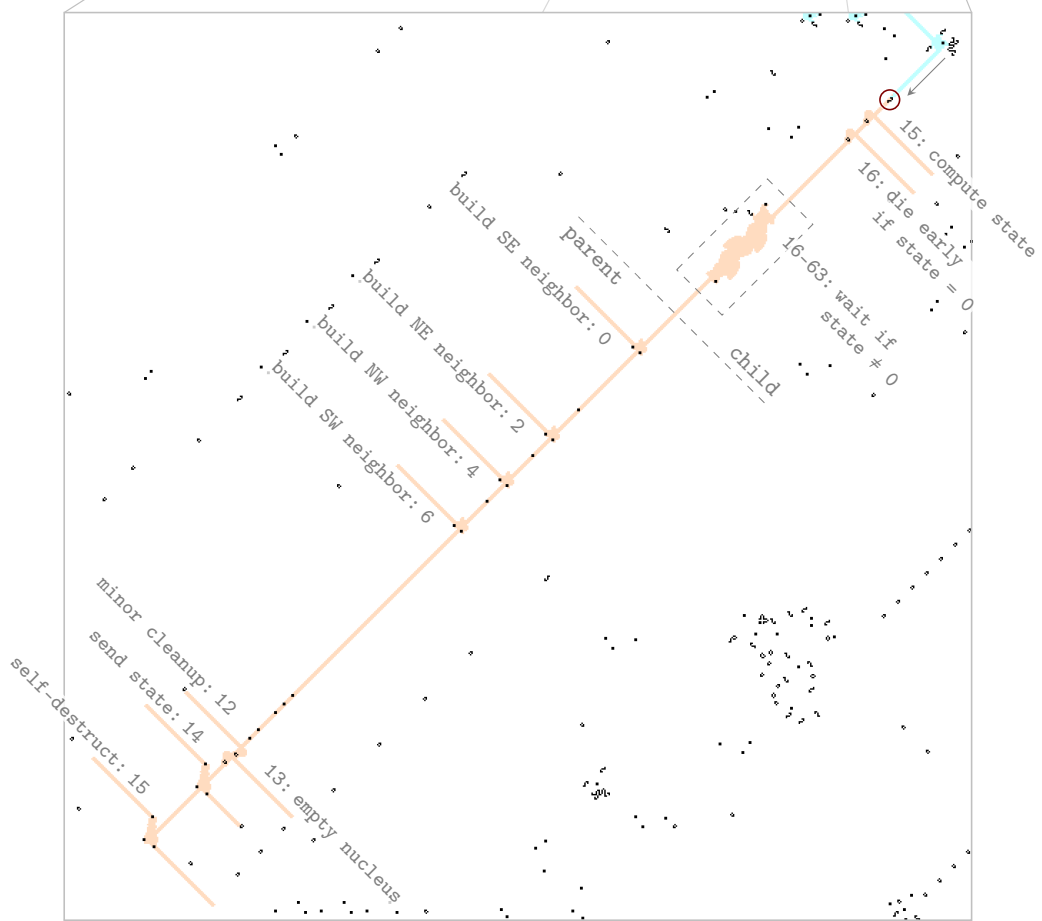 15: compute state
16: die early
if state = 0
16-63: wait if
state ≠ 0
parent
child
build SE neighbor: 0
build NE neighbor: 2
build NW neighbor: 4
build SW neighbor: 6
minor cleanup: 12
13: empty nucleus
send state: 14
self-destruct: 15